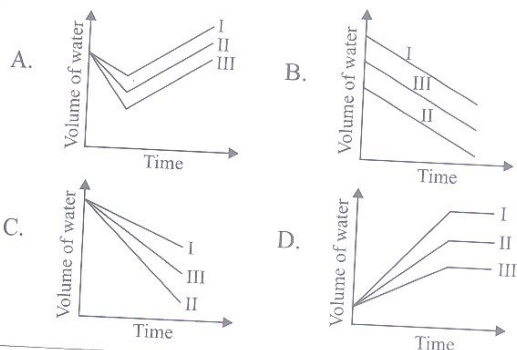 A.
Volume of water
I
II
III
Time
B.
Volume of water
I
III
II
Time
C.
Volume of water
I
III
II
Time
D.
Volume of water
I
II
III
Time